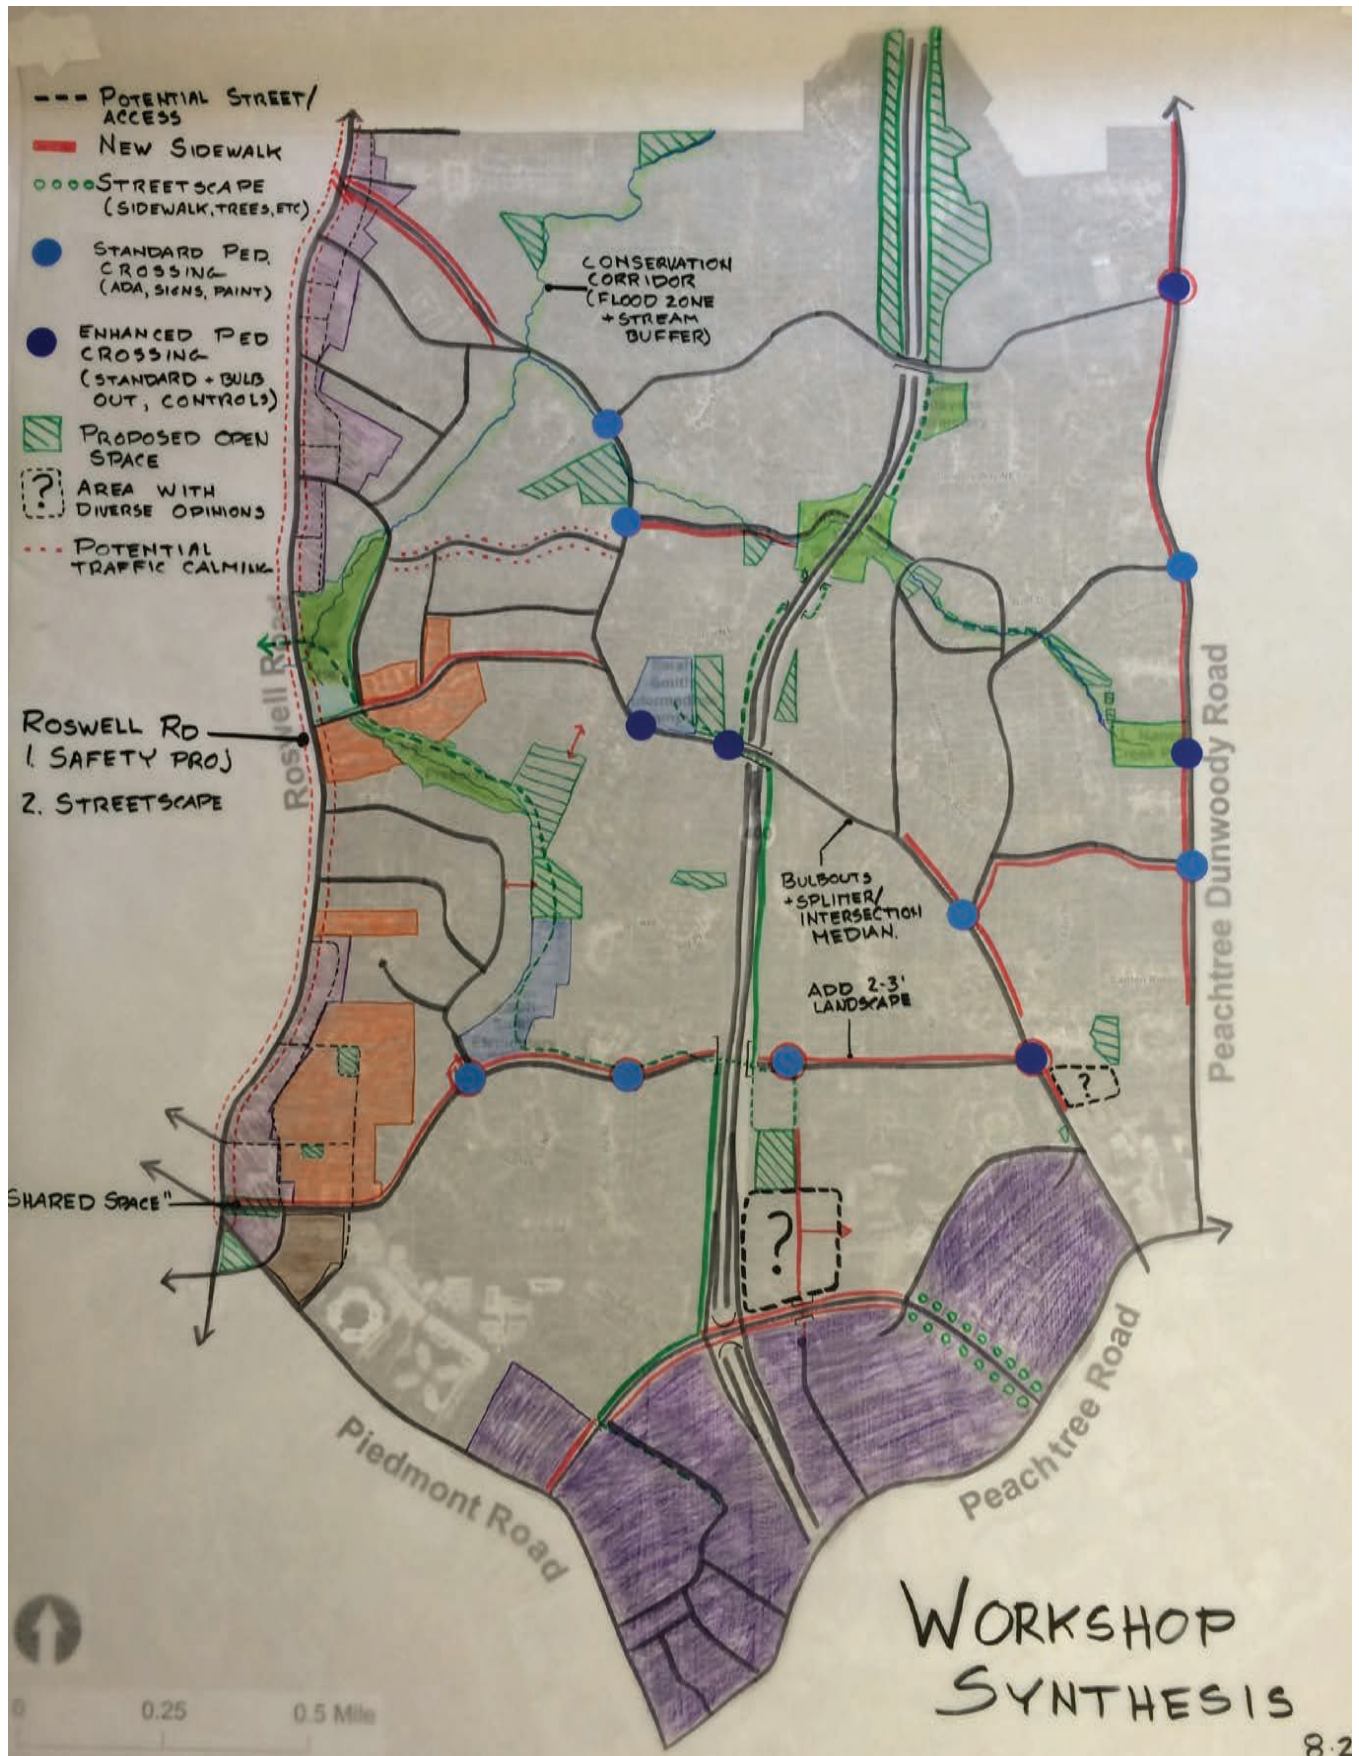 POTENTIAL STREET/
ACCESS
NEW SIDEWALK
STREETSCAPE
(SIDEWALK, TREES, ETC)
STANDARD PED.
CROSSING
(ADA, SIGNS, PAINT)
ENHANCED PED
CROSSING
(STANDARD + BULB
OUT, CONTROLS)
PROPOSED OPEN
SPACE
?
AREA WITH
DIVERSE OPINIONS
POTENTIAL
TRAFFIC CALMING
CONSERVATION
CORRIDOR
(FLOOD ZONE
+ STREAM
BUFFER)
Roswell
ROSWELL RD
1. SAFETY PROJ
2. STREETSCAPE
Sarah
Smith
400
BULBOUTS
+ SPLITTER/
INTERSECTION
MEDIAN.
ADD 2-3'
LANDSCAPE
Peachtree Dunwoody Road
?
SHARED SPACE"
?
Piedmont Road
Peachtree Road
WORKSHOP
SYNTHESIS
8.2
0
0.25
0.5 Mile